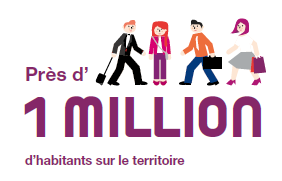 Près d'
1 MILLION
d'habitants sur le territoire